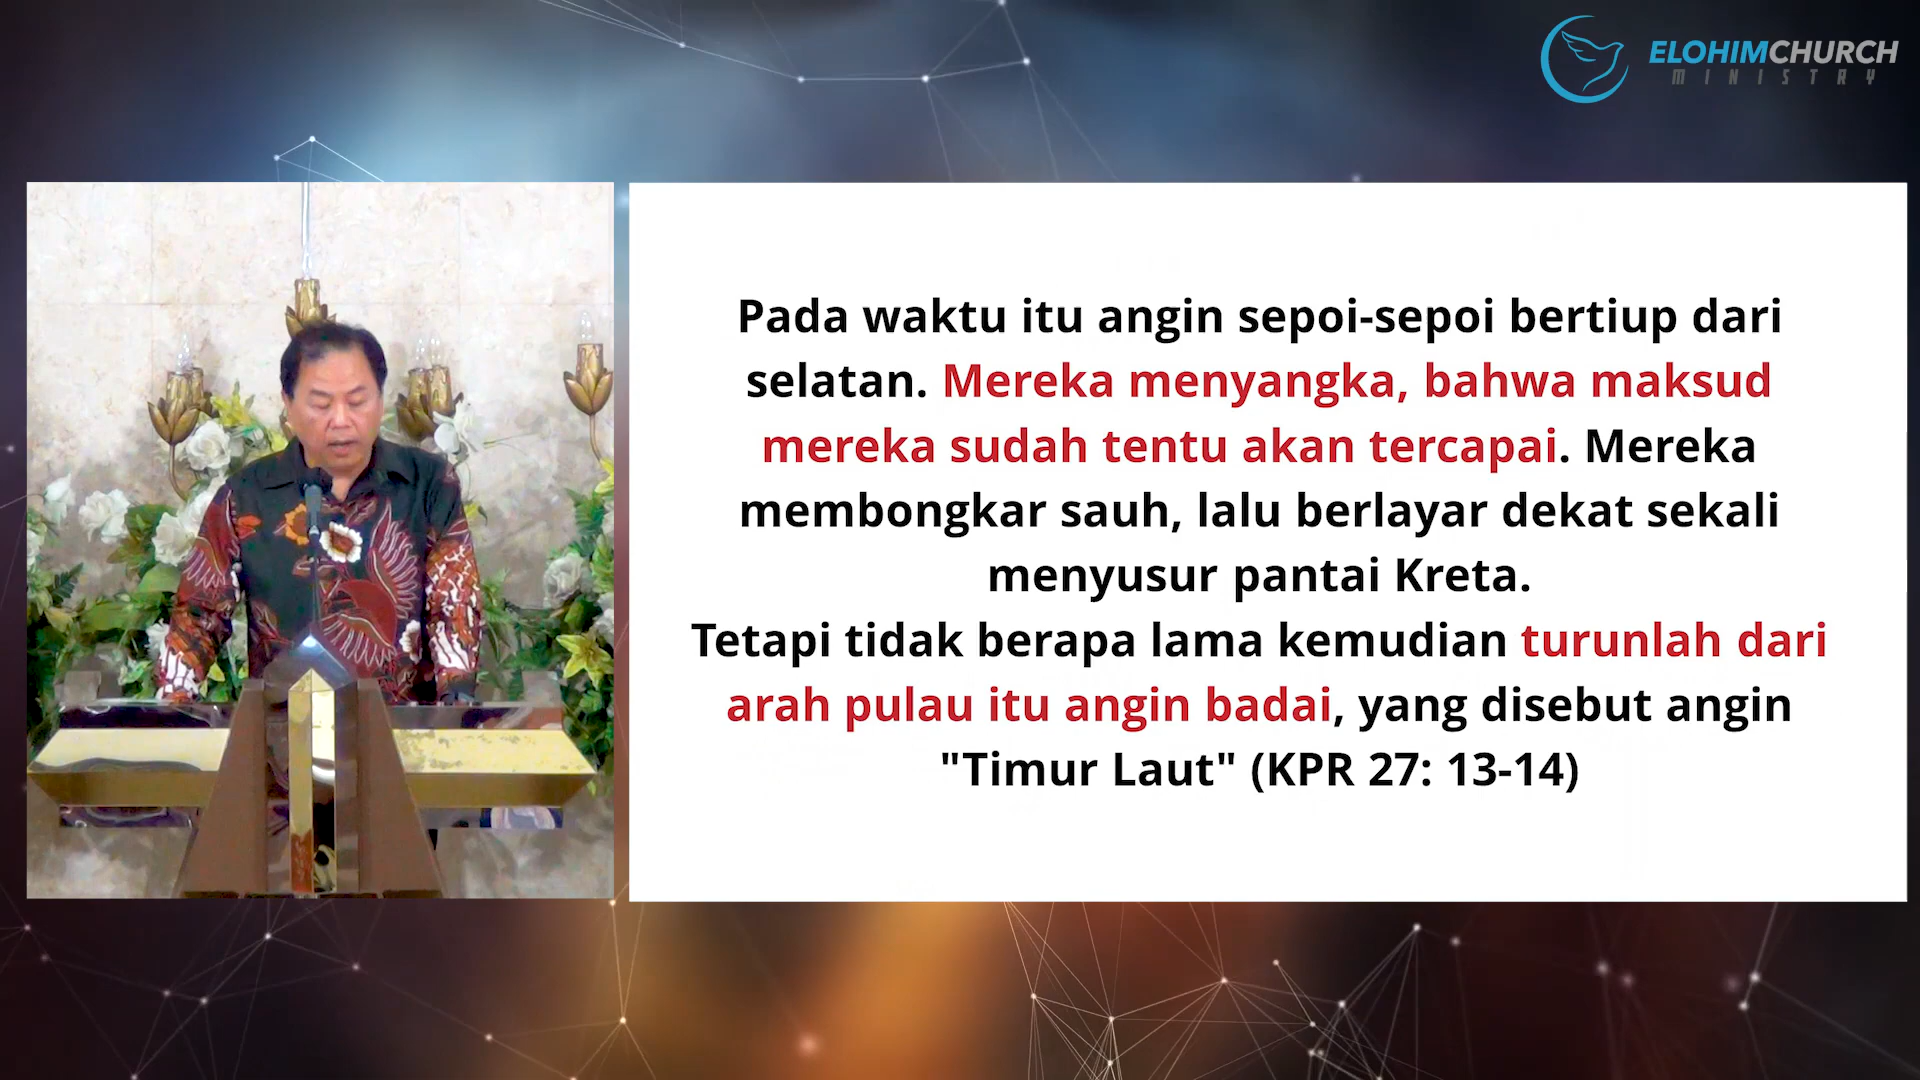 ELOHIMCHURCH
MINISTRY
Pada waktu itu angin sepoi-sepoi bertiup dari
selatan. Mereka menyangka, bahwa maksud
mereka sudah tentu akan tercapai. Mereka
membongkar sauh, lalu berlayar dekat sekali
menyusur pantai Kreta.
Tetapi tidak berapa lama kemudian turunlah dari
arah pulau itu angin badai, yang disebut angin
"Timur Laut" (KPR 27: 13-14)